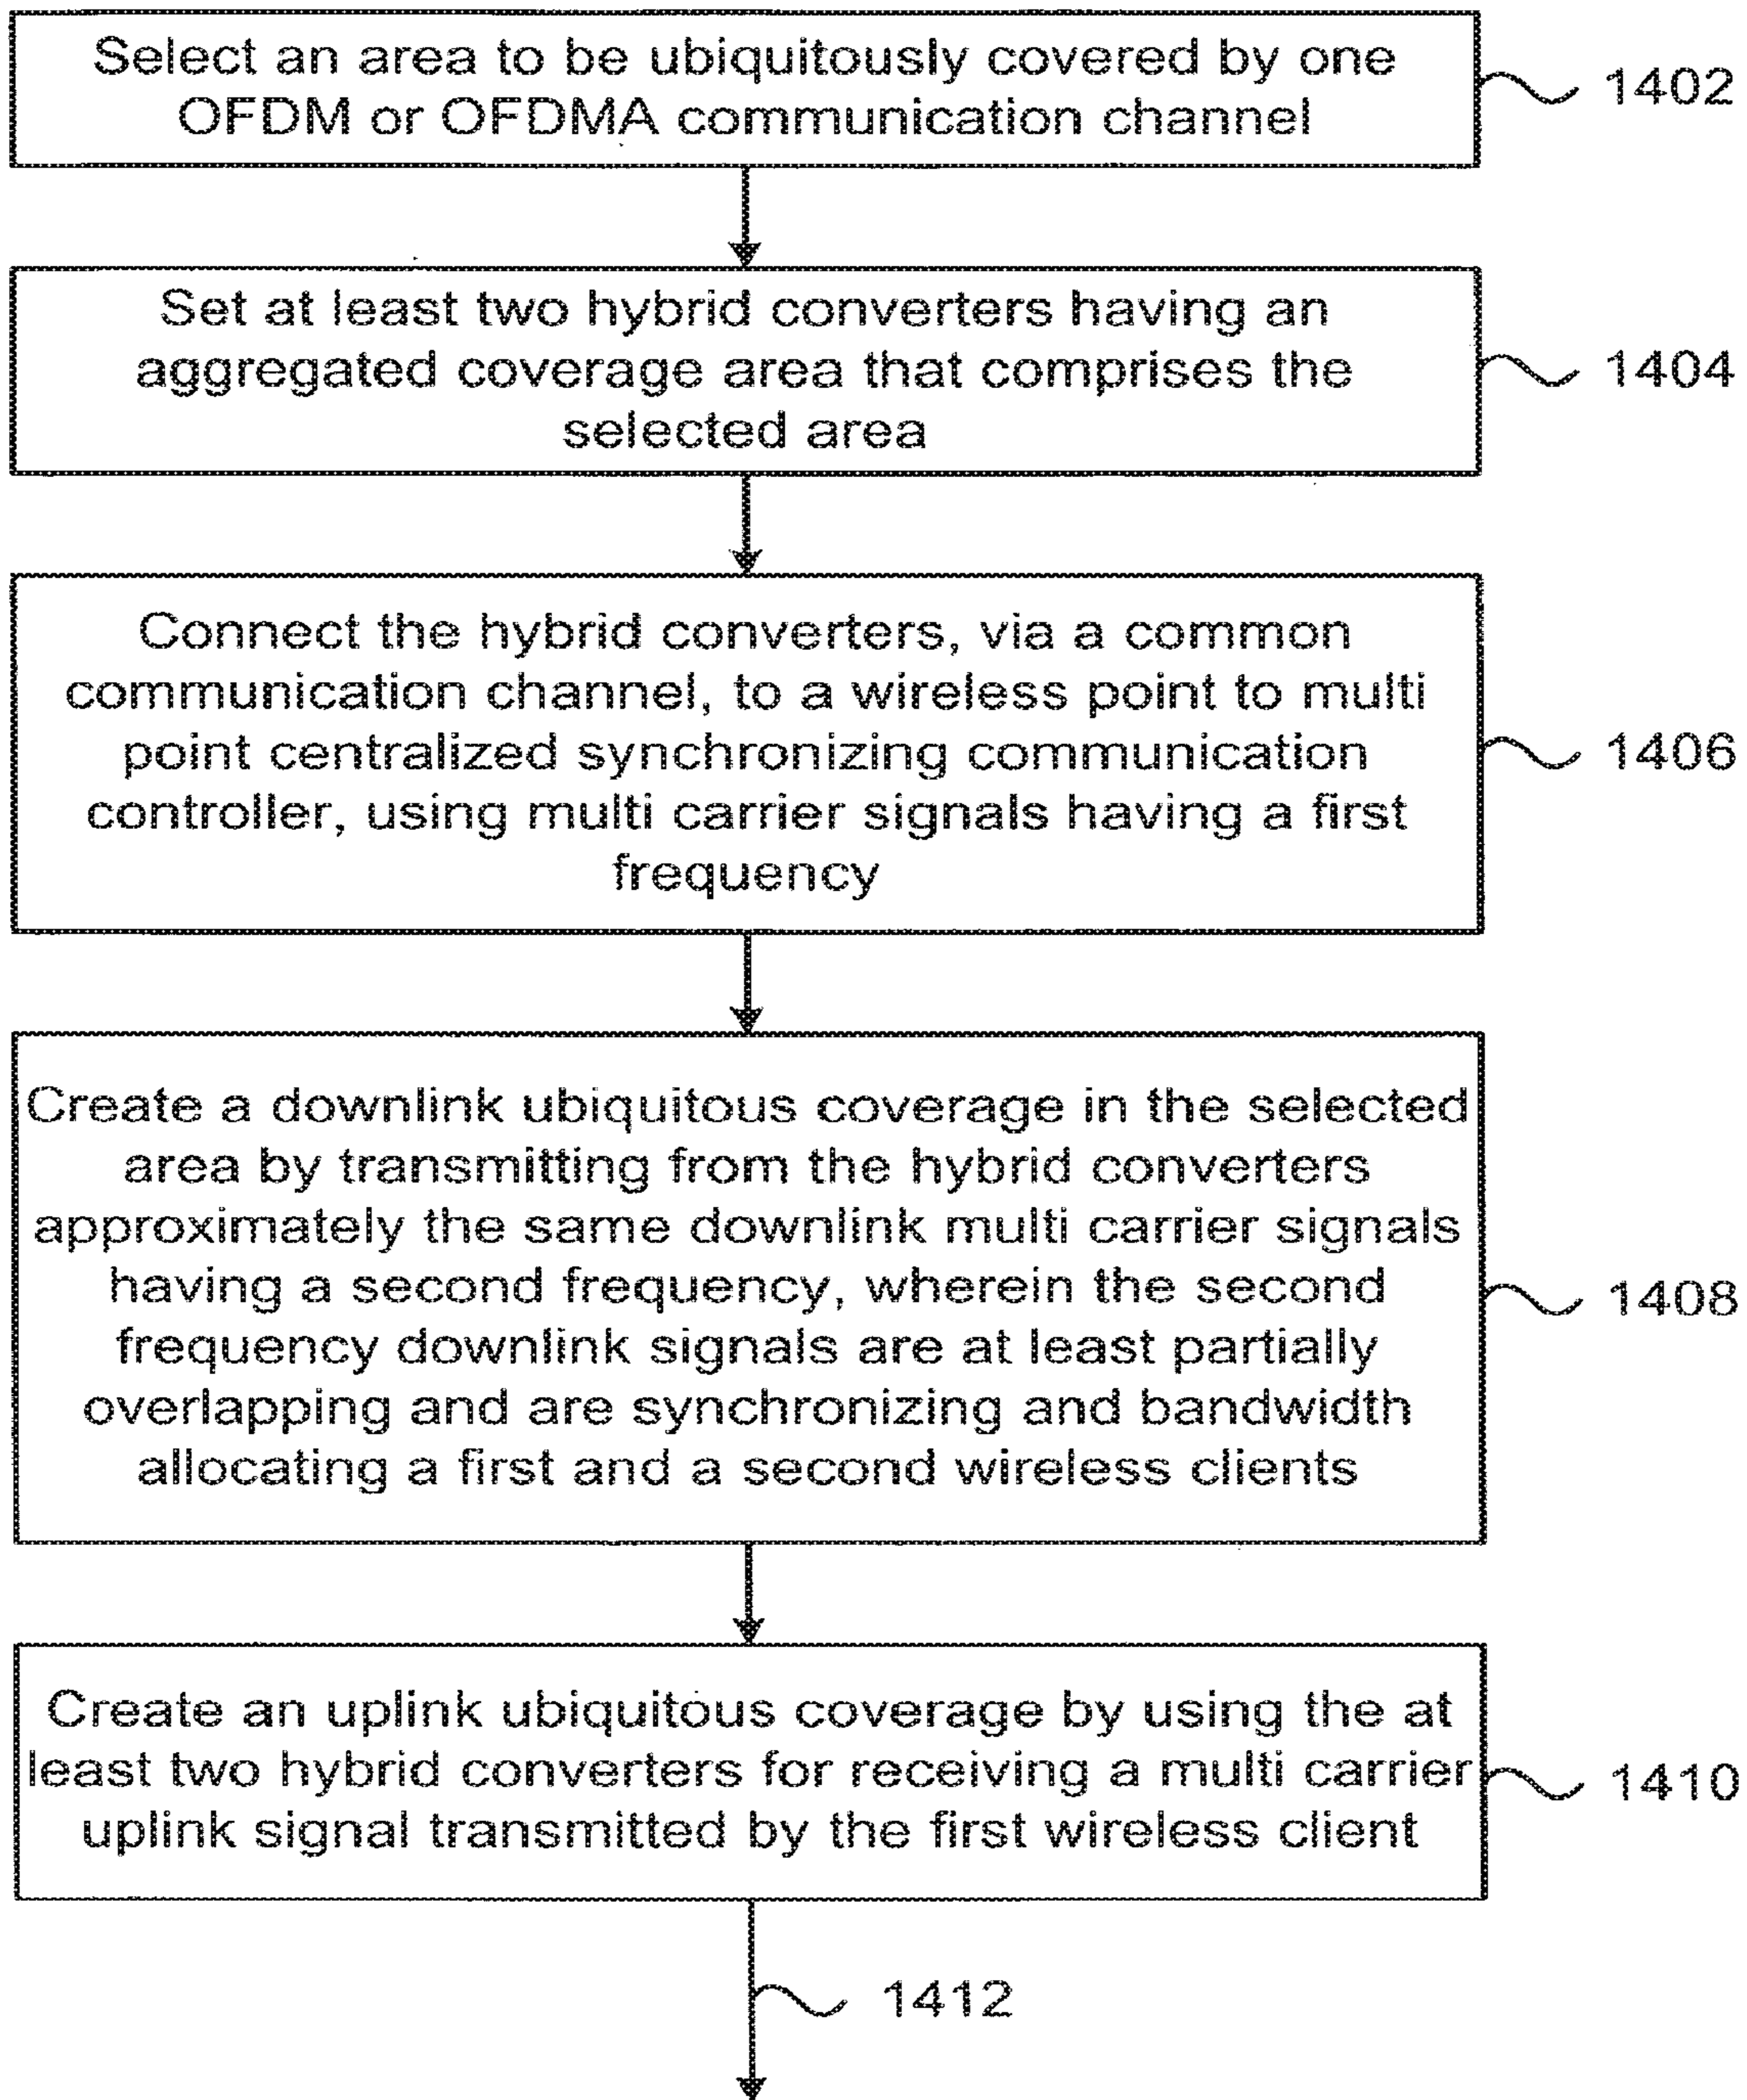 Select an area to be ubiquitously covered by one
OFDM or OFDMA communication channel
1402
Set at least two hybrid converters having an
aggregated coverage area that comprises the
selected area
1404
Connect the hybrid converters, via a common
communication channel, to a wireless point to multi
point centralized synchronizing communication
controller, using multi carrier signals having a first
frequency
1406
Create a downlink ubiquitous coverage in the selected
area by transmitting from the hybrid converters
approximately the same downlink multi carrier signals
having a second frequency, wherein the second
frequency downlink signals are at least partially
overlapping and are synchronizing and bandwidth
allocating a first and a second wireless clients
1408
Create an uplink ubiquitous coverage by using the at
least two hybrid converters for receiving a multi carrier
uplink signal transmitted by the first wireless client
1410
1412